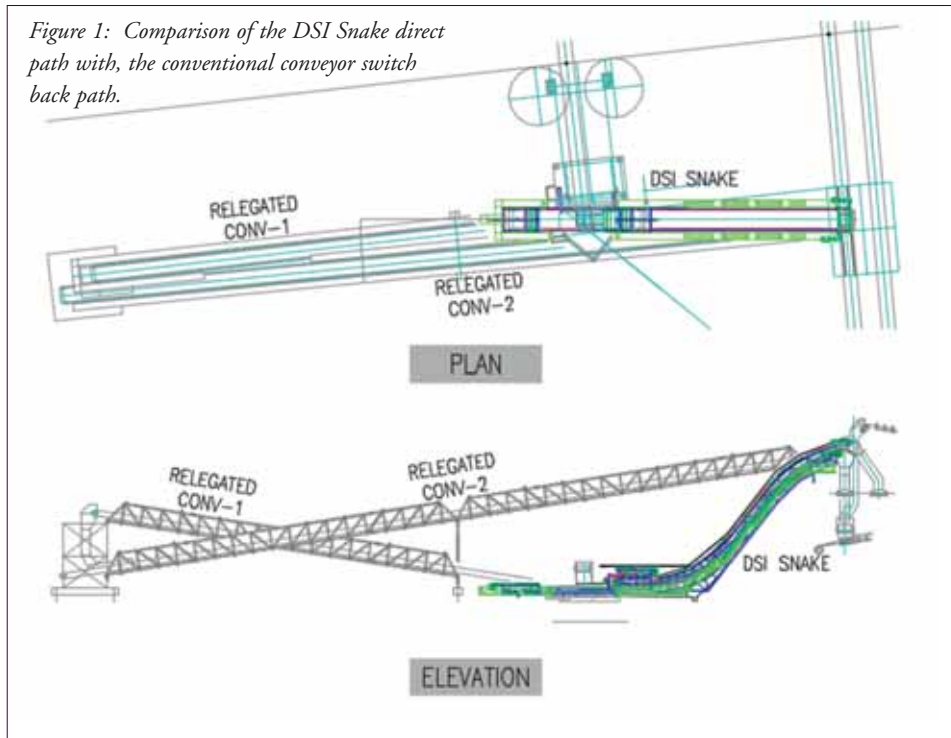 Figure 1: Comparison of the DSI Snake direct
path with, the conventional conveyor switch
back path.
RELEGATED
CONV-1
DSI SNAKE
RELEGATED
CONV-2
PLAN
RELEGATED
CONV-1
RELEGATED
CONV-2
DSI SNAKE
ELEVATION